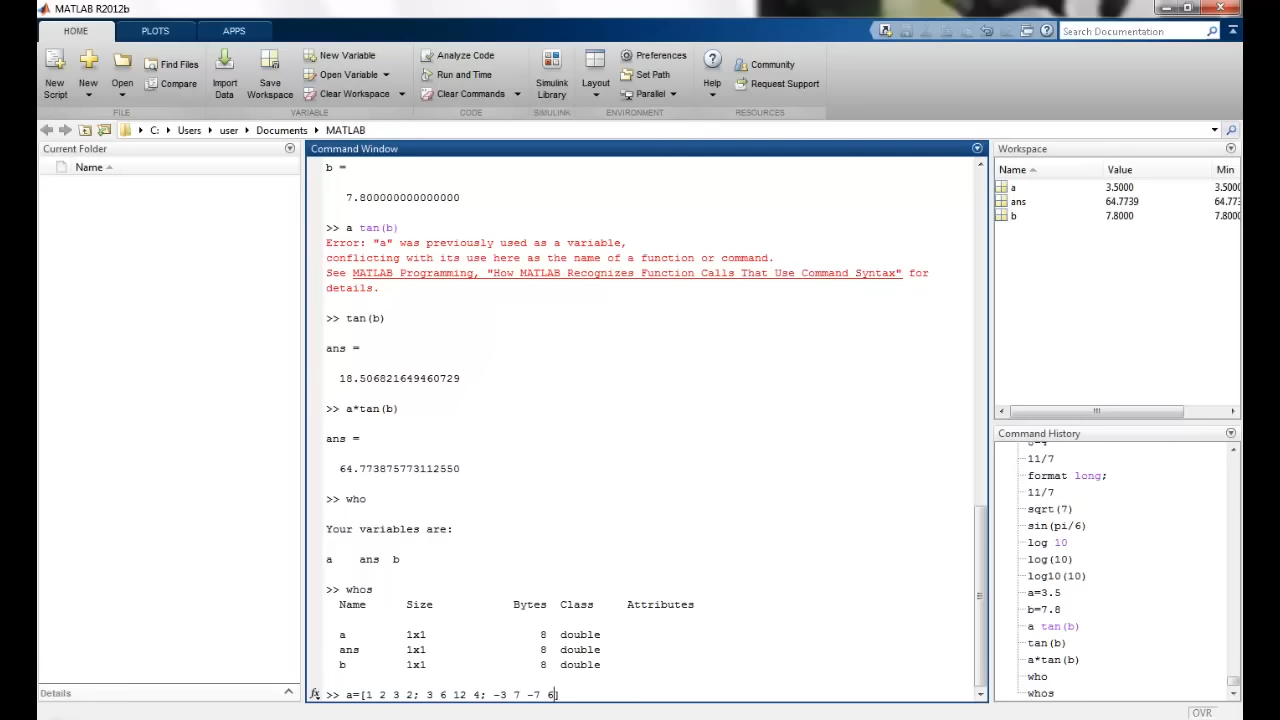 MATLAB R2012b
HOME PLOTS APPS
Search Documentation
New Script
New
Open
Find Files
Compare
Import Data
Save Workspace
New Variable
Open Variable
Clear Workspace
Analyze Code
Run and Time
Clear Commands
Simulink Library
Layout
Preferences
Set Path
Parallel
Help
Community
Request Support
FILE VARIABLE CODE SIMULINK ENVIRONMENT RESOURCES
C: Users user Documents MATLAB
Current Folder
Name
Details
Command Window
b =
7.800000000000000
>> a tan(b)
Error: "a" was previously used as a variable,
conflicting with its use here as the name of a function or command.
See MATLAB Programming, "How MATLAB Recognizes Function Calls That Use Command Syntax" for
details.
>> tan(b)
ans =
18.506821649460729
>> a*tan(b)
ans =
64.773875773112550
>> who
Your variables are:
a ans b
>> whos
Name Size Bytes Class Attributes
a 1x1 8 double
ans 1x1 8 double
b 1x1 8 double
fx >> a=[1 2 3 2; 3 6 12 4; -3 7 -7 6]
Workspace
Name Value Min
a 3.5000 3.5000
ans 64.7739 64.773
b 7.8000 7.8000
Command History
11/7
format long;
11/7
sqrt(7)
sin(pi/6)
log 10
log(10)
log10(10)
a=3.5
b=7.8
a tan(b)
tan(b)
a*tan(b)
who
whos
OVR